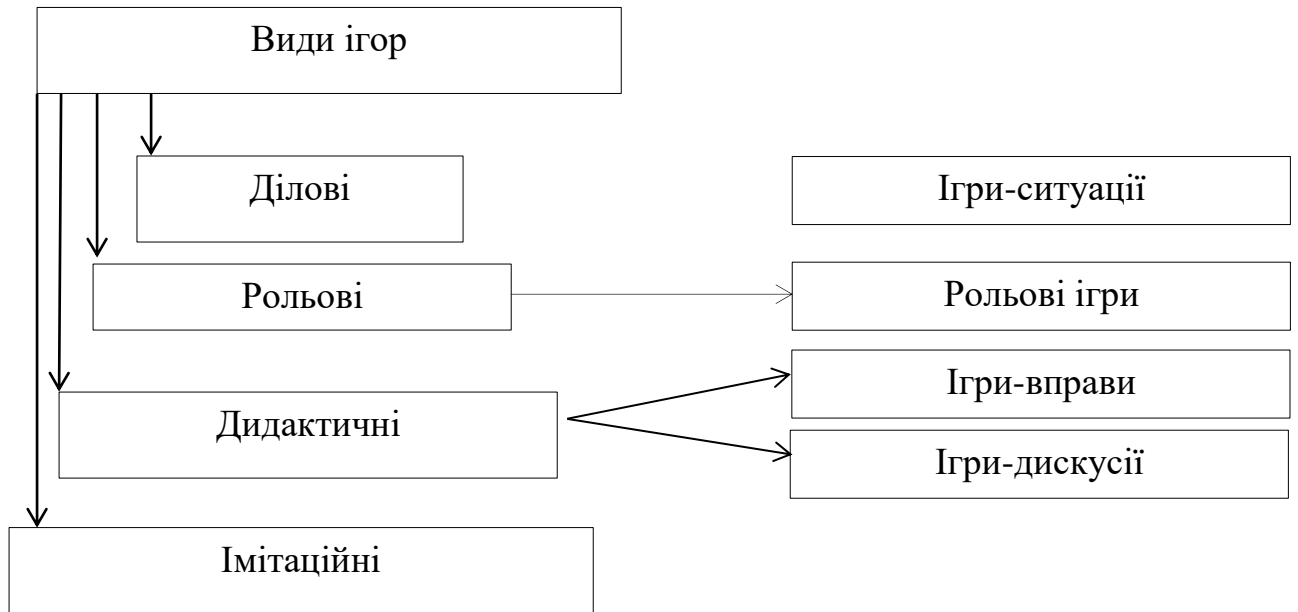 Види ігор
Ділові
Ігри-ситуації
Рольові
Рольові ігри
Дидактичні
Ігри-вправи
Ігри-дискусії
Імітаційні